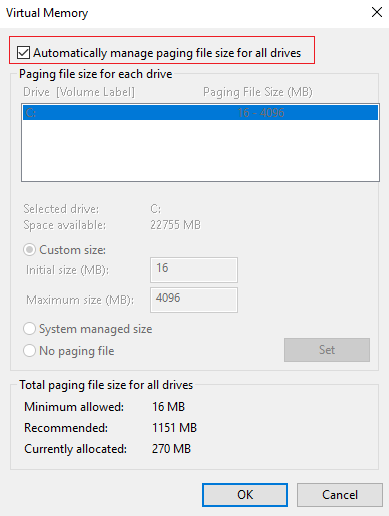 Virtual Memory
Automatically manage paging file size for all drives
Paging file size for each drive
Drive [Volume Label] Paging File Size (MB)
C: 16 - 4096
Selected drive: C:
Space available: 22755 MB
Custom size:
Initial size (MB): 16
Maximum size (MB): 4096
System managed size
No paging file Set
Total paging file size for all drives
Minimum allowed: 16 MB
Recommended: 1151 MB
Currently allocated: 270 MB
OK Cancel